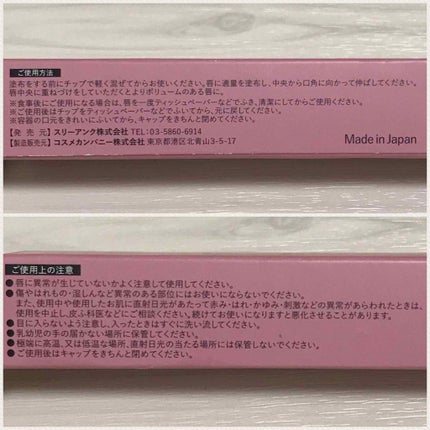 ご使用方法
塗布をする前にチップで軽く混ぜてからお使いください。唇に適量を塗布し、中央から口角に向かって伸ばしてください。
唇中央に重ねづけをしていただくとよりボリュームのある唇に。
※食事後にご使用になる場合は、唇を一度ティッシュペーパーなどでふき、清潔にしてからご使用ください。
※ご使用後はチップをティッシュペーパーなどでふいてから、元に戻してください。
※容器の口元をきれいにふいてから、キャップをきちんと閉めてください。
【発 売 元】スリーアンク株式会社 TEL:03-5860-6914
【製造販売元】コスメカンパニー株式会社 東京都港区北青山3-5-17
Made in Japan
ご使用上の注意
●唇に異常が生じていないかよく注意して使用してください。
●傷やはれもの・湿しんなど異常のある部位にはお使いにならないでください。
また、使用中や使用したお肌に直射日光があたって赤み・はれ・かゆみ・刺激などの異常があらわれたときは、
使用を中止し、皮ふ科医などにご相談ください。続けてお使いになりますと悪化することがあります。
●目に入らないよう注意し、入ったときはすぐに洗い流してください。
●乳幼児の手の届かない場所に保管してください。
●極端に高温、又は低温な場所、直射日光の当たる場所には保管しないでください。
●ご使用後はキャップをきちんと閉めてください。